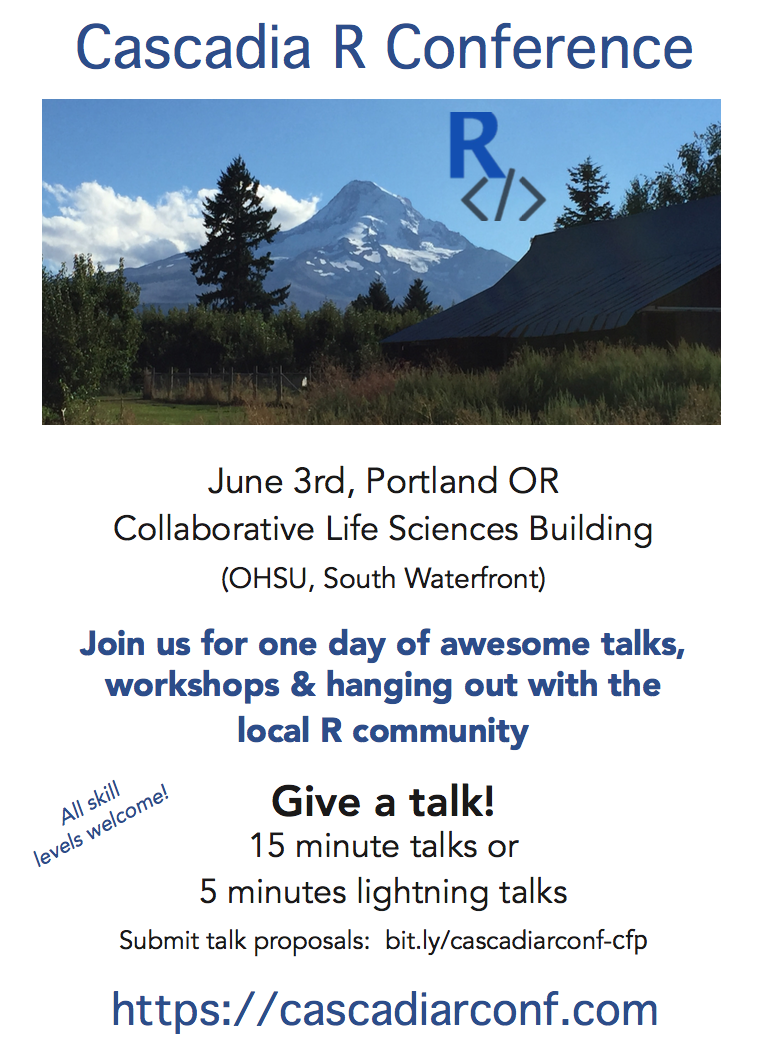 Cascadia R Conference
R
</>
June 3rd, Portland OR
Collaborative Life Sciences Building
(OHSU, South Waterfront)
Join us for one day of awesome talks,
workshops & hanging out with the
local R community
All skill
levels welcome!
Give a talk!
15 minute talks or
5 minutes lightning talks
Submit talk proposals:  bit.ly/cascadiarconf-cfp
https://cascadiarconf.com